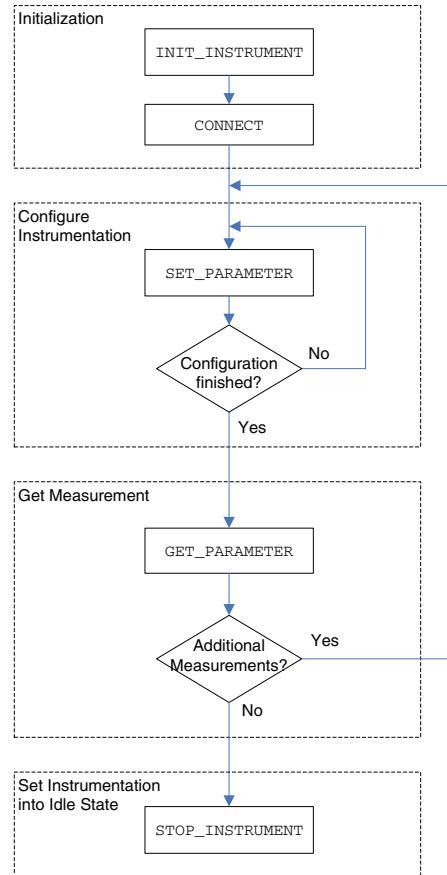 Initialization
INIT_INSTRUMENT
CONNECT
Configure
Instrumentation
SET_PARAMETER
Configuration
finished?
No
Yes
Get Measurement
GET_PARAMETER
Additional
Measurements?
Yes
No
Set Instrumentation
into Idle State
STOP_INSTRUMENT